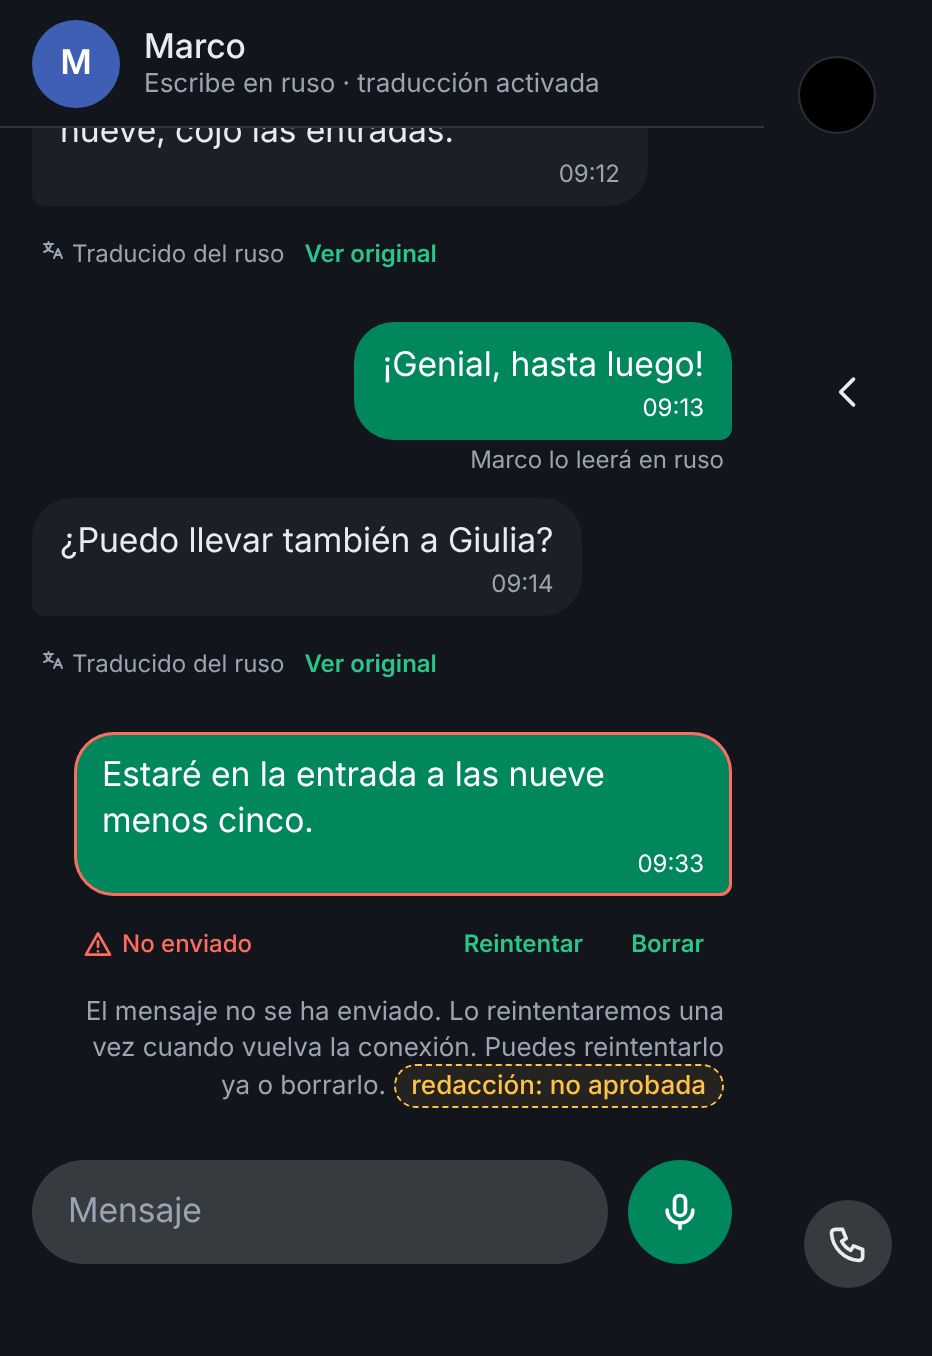 M
Marco
Escribe en ruso · traducción activada
nueve, cojo las entradas.
09:12
Traducido del ruso Ver original
¡Genial, hasta luego!
09:13
Marco lo leerá en ruso
¿Puedo llevar también a Giulia?
09:14
Traducido del ruso Ver original
Estaré en la entrada a las nueve
menos cinco.
09:33
No enviado Reintentar Borrar
El mensaje no se ha enviado. Lo reintentaremos una
vez cuando vuelva la conexión. Puedes reintentarlo
ya o borrarlo. redacción: no aprobada
Mensaje